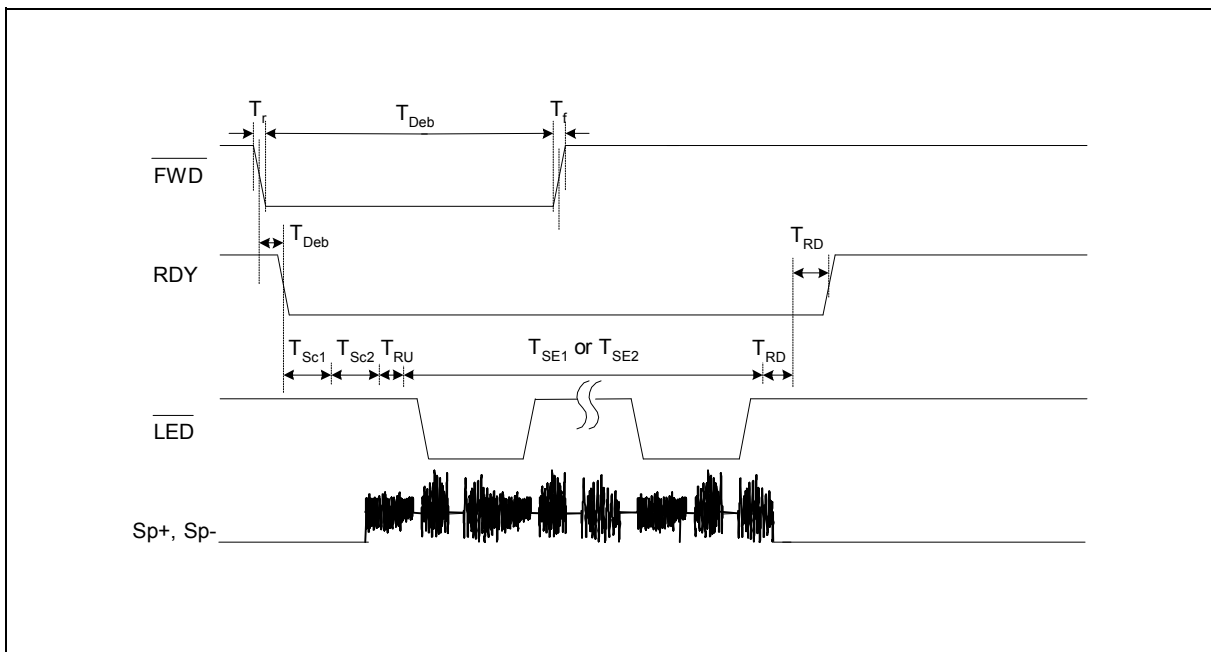 T_r T_Deb T_f
FWD
T_Deb T_RD
RDY
T_Sc1 T_Sc2 T_RU T_SE1 or T_SE2 T_RD
LED
Sp+, Sp-